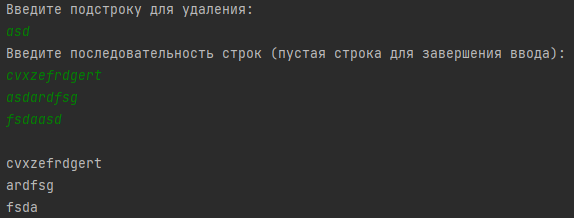 Введите подстроку для удаления:
asd
Введите последовательность строк (пустая строка для завершения ввода):
cvxzefrdgert
asdardfsg
fsdaasd
cvxzefrdgert
ardfsg
fsda